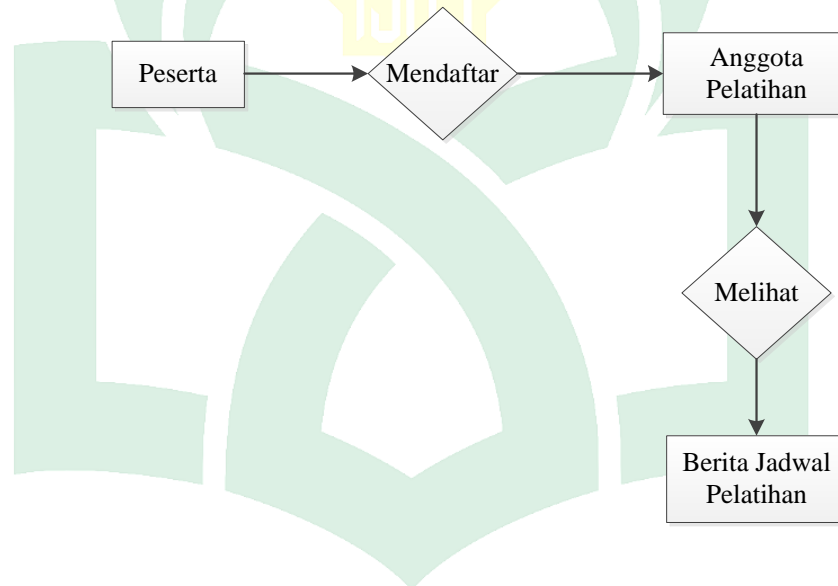 Peserta
Mendaftar
Anggota
Pelatihan
Melihat
Berita Jadwal
Pelatihan